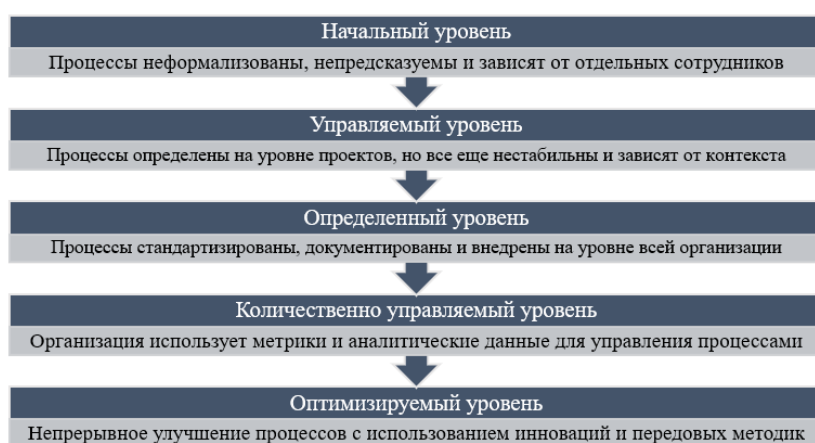 Начальный уровень
Процессы неформализованы, непредсказуемы и зависят от отдельных сотрудников
Управляемый уровень
Процессы определены на уровне проектов, но все еще нестабильны и зависят от контекста
Определенный уровень
Процессы стандартизированы, документированы и внедрены на уровне всей организации
Количественно управляемый уровень
Организация использует метрики и аналитические данные для управления процессами
Оптимизируемый уровень
Непрерывное улучшение процессов с использованием инноваций и передовых методик